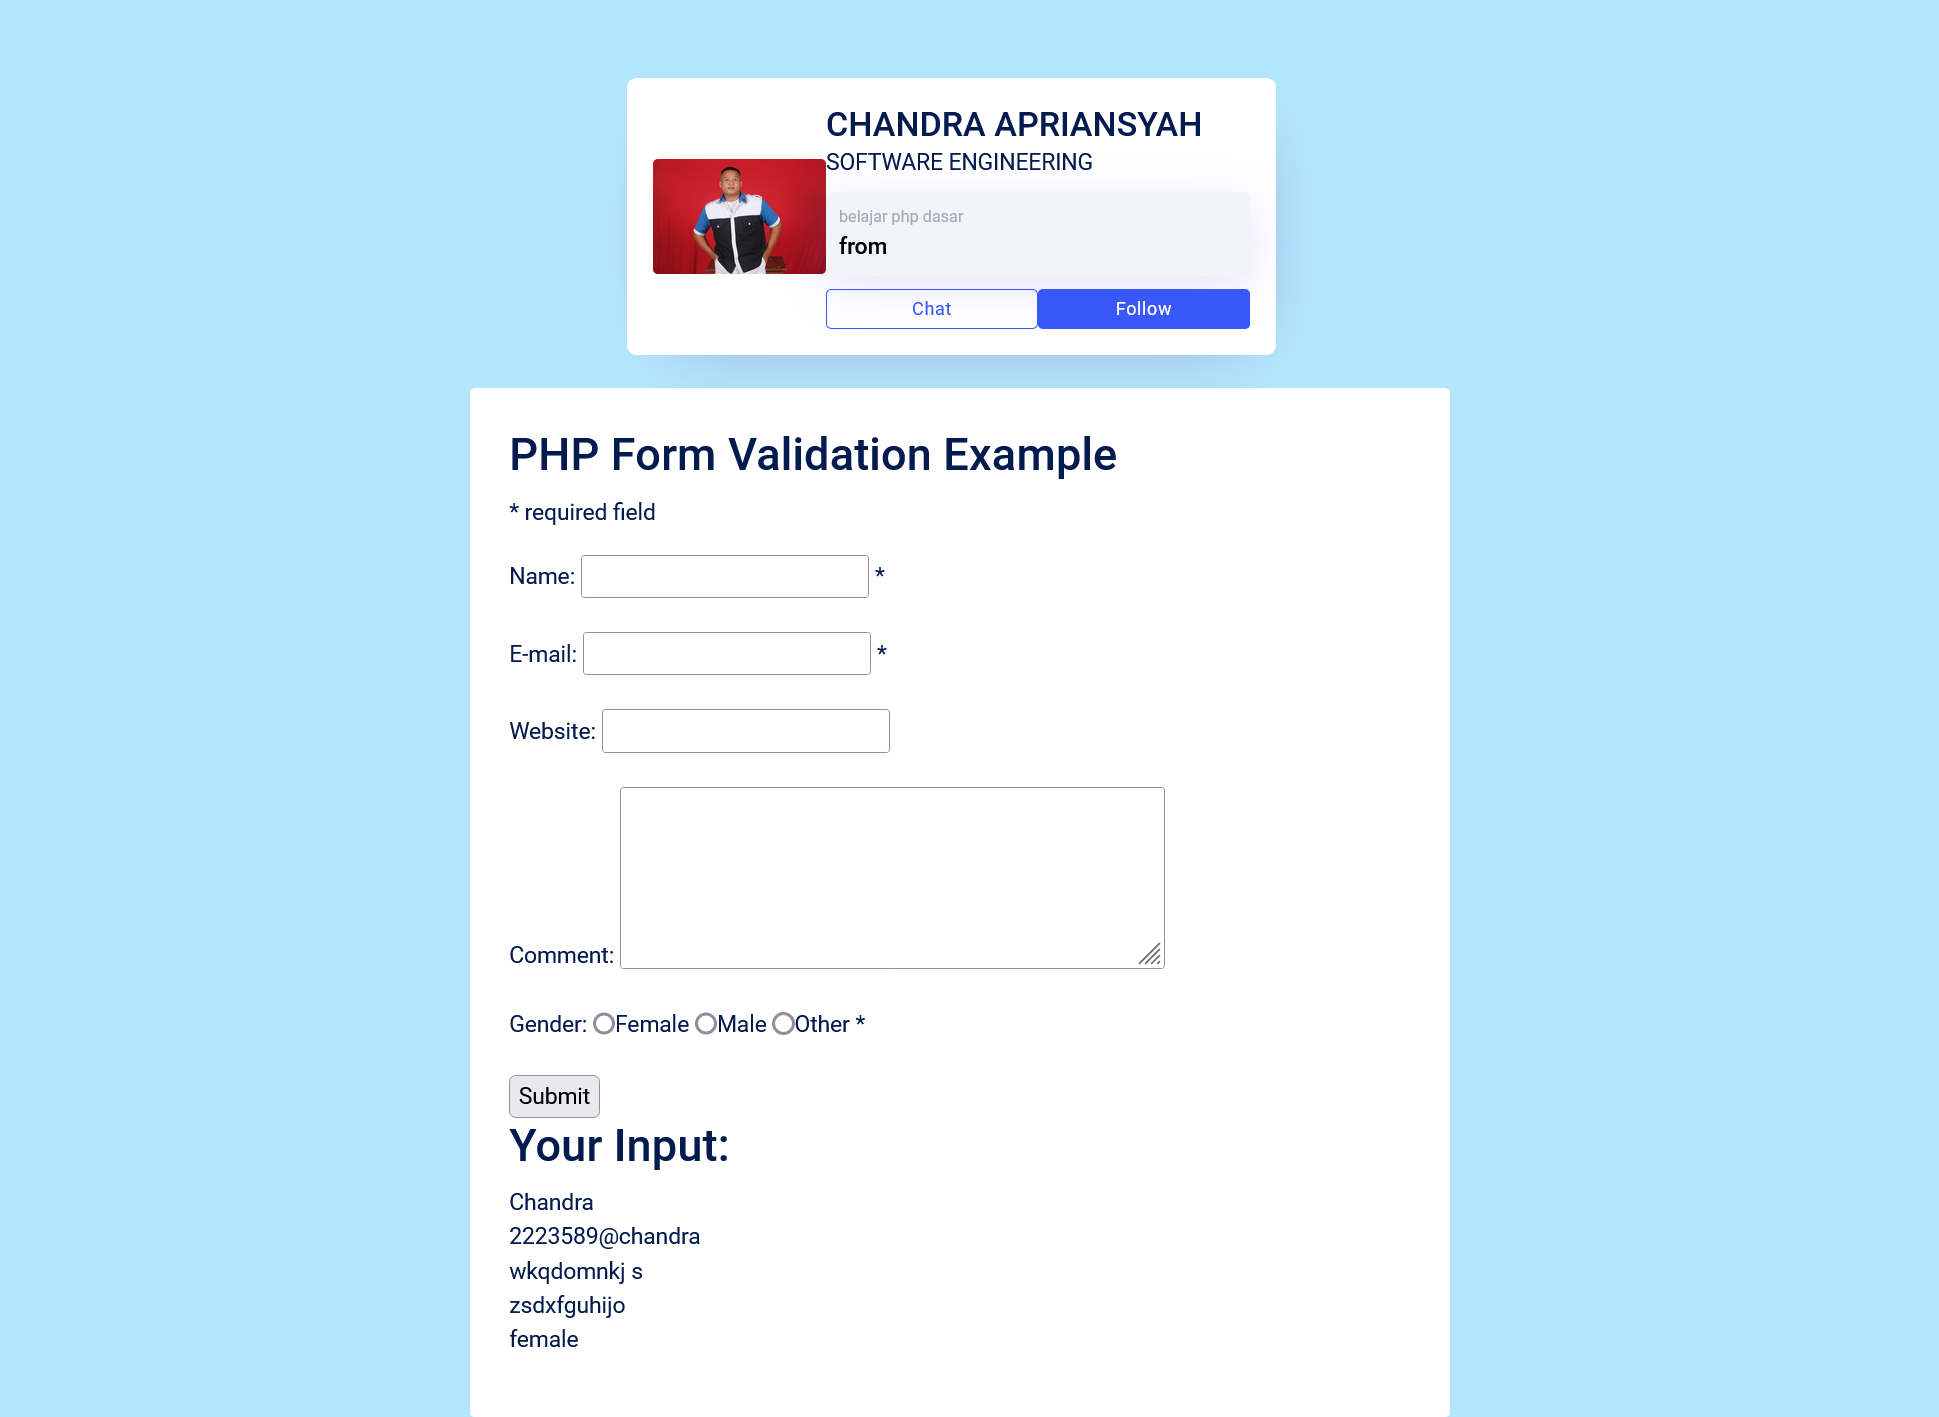 CHANDRA APRIANSYAH
SOFTWARE ENGINEERING
belajar php dasar
from
Chat Follow
PHP Form Validation Example
* required field
Name: *
E-mail: *
Website:
Comment:
Gender: Female Male Other *
Submit
Your Input:
Chandra
2223589@chandra
wkqdomnkj s
zsdxfguhijo
female